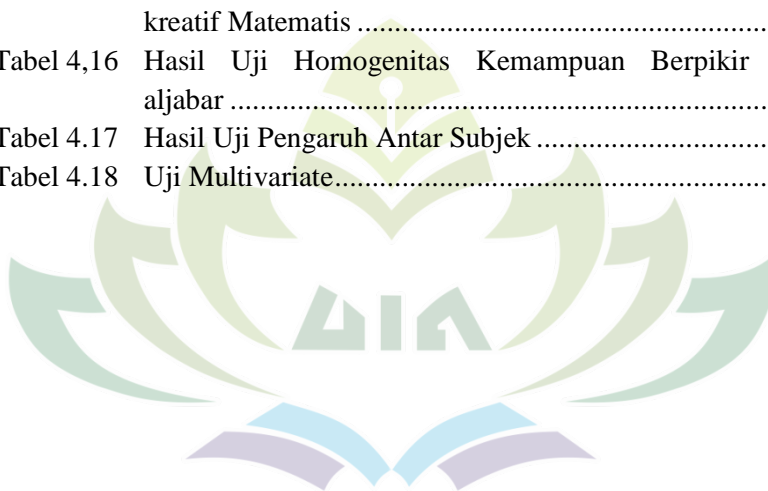 kreatif Matematis ........................................................
Tabel 4,16 Hasil Uji Homogenitas Kemampuan Berpikir
aljabar ..........................................................................
Tabel 4.17 Hasil Uji Pengaruh Antar Subjek ................................
Tabel 4.18 Uji Multivariate...........................................................
UIN